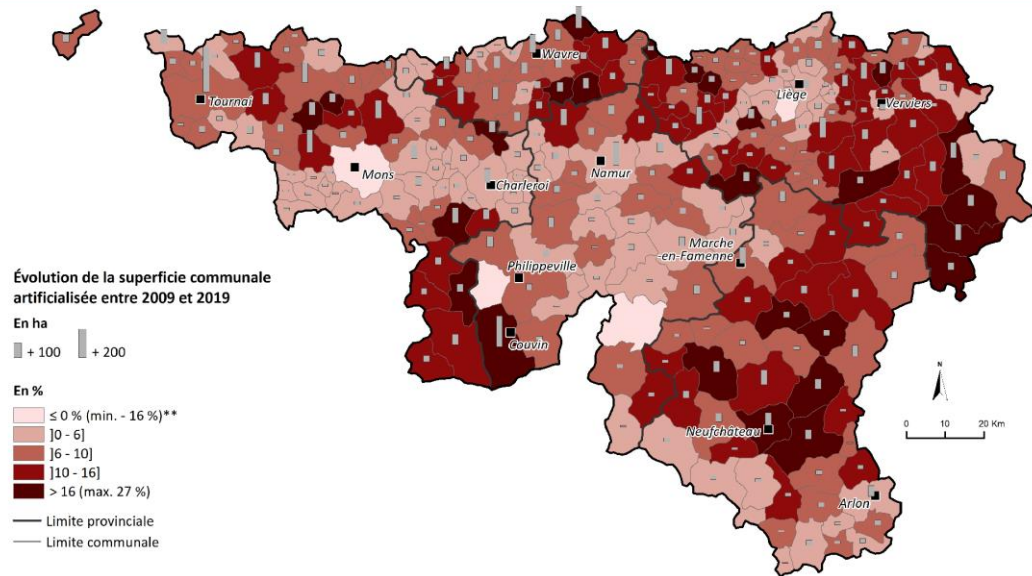 Wavre
Liège
Verviers
Tournai
Mons
Charleroi
Namur
Marche
-en-Famenne
Philippeville
Couvin
Neufchâteau
Arlon
Évolution de la superficie communale
artificialisée entre 2009 et 2019
En ha
+ 100 + 200
En %
≤ 0 % (min. - 16 %)**
]0 - 6]
]6 - 10]
]10 - 16]
> 16 (max. 27 %)
Limite provinciale
Limite communale
N
0 10 20 Km